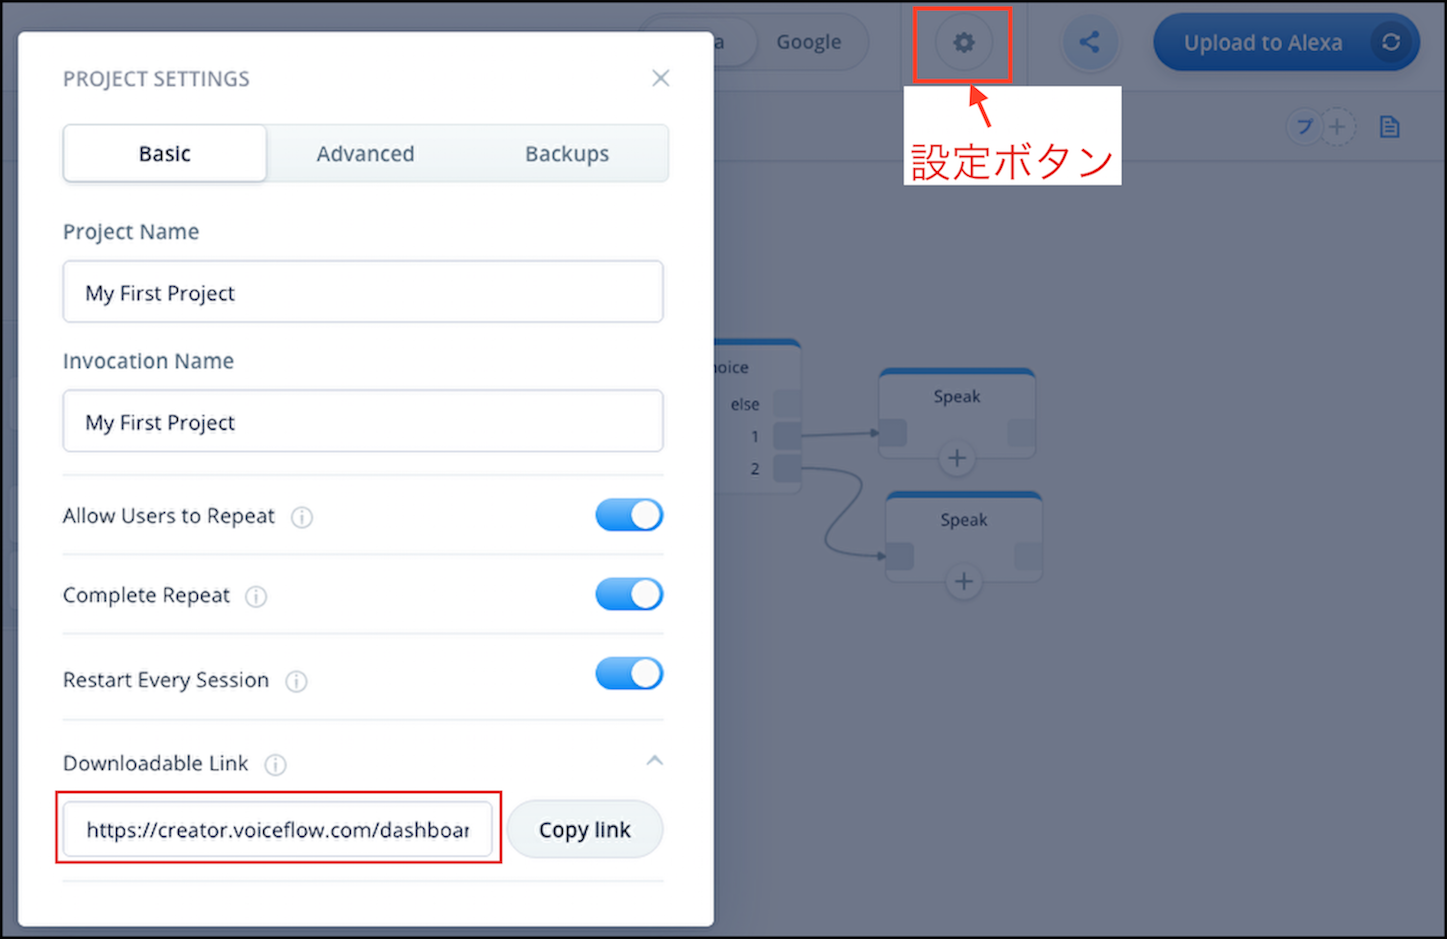 PROJECT SETTINGS
Basic
Advanced
Backups
Project Name
My First Project
Invocation Name
My First Project
Allow Users to Repeat
Complete Repeat
Restart Every Session
Downloadable Link
https://creator.voiceflow.com/dashboar
Copy link
a
Google
Upload to Alexa
設定ボタン
プ
hoice
else
1
2
Speak
Speak